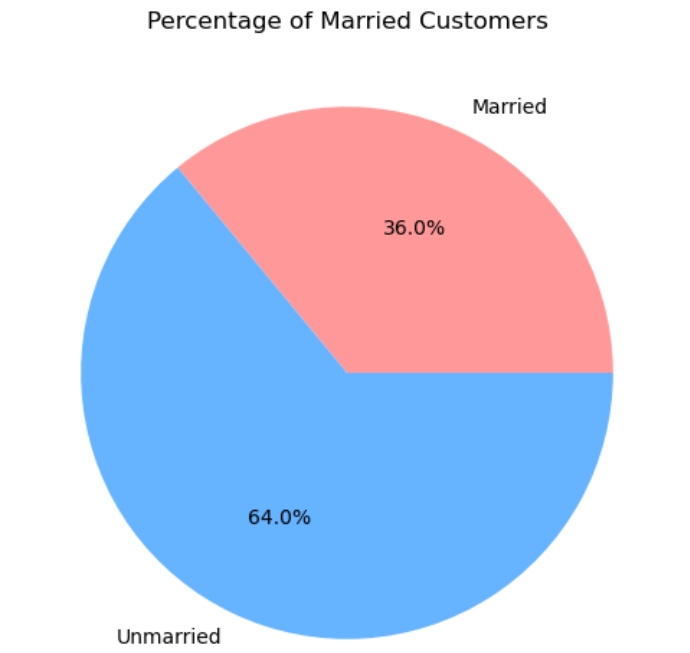 Percentage of Married Customers
Married
36.0%
64.0%
Unmarried